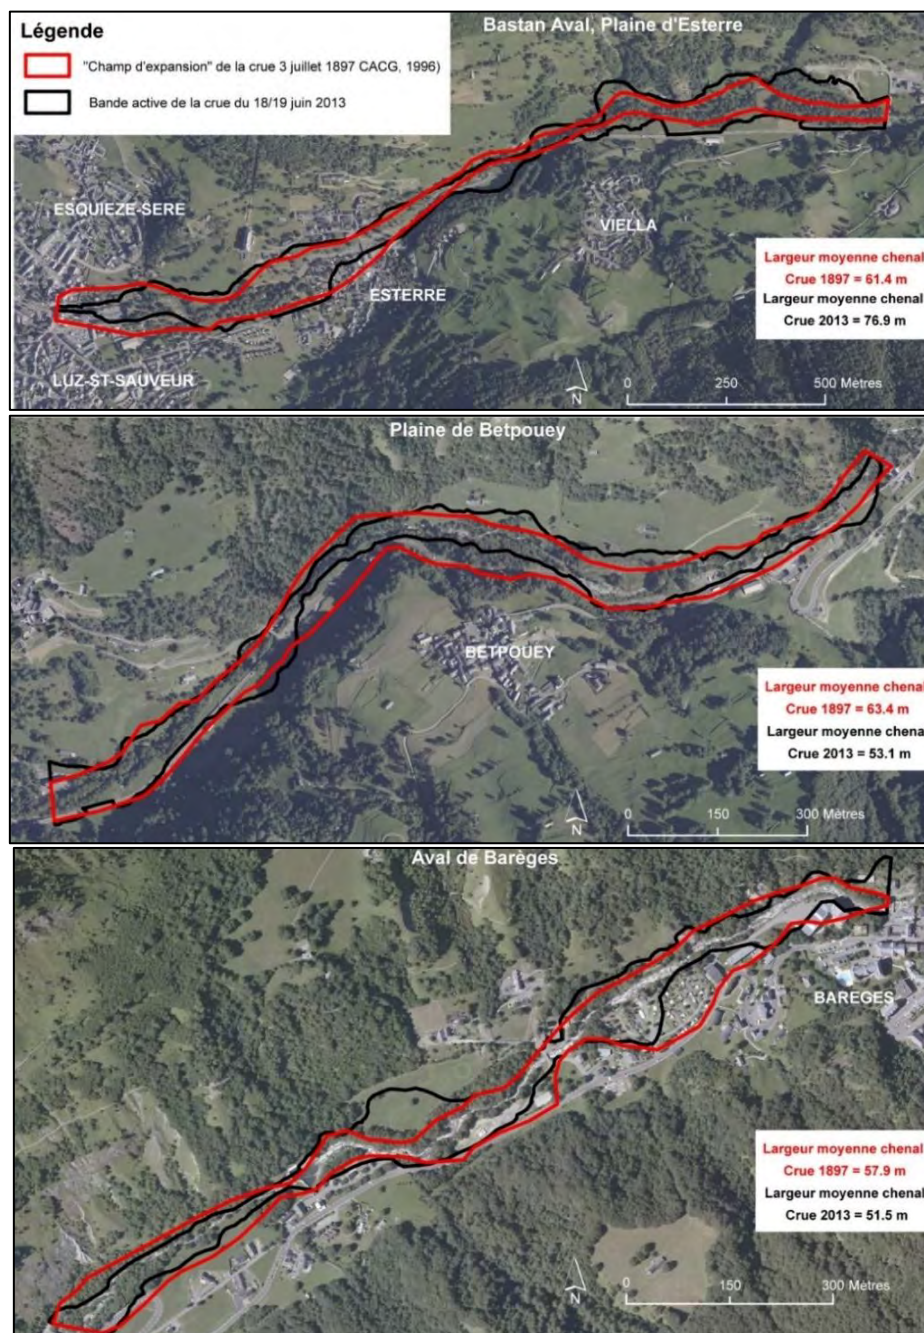 Bastan Aval, Plaine d'Esterre
Légende
"Champ d'expansion" de la crue 3 juillet 1897 CACG, 1996)
Bande active de la crue du 18/19 juin 2013
ESQUIEZE-SERE
VIELLA
ESTERRE
LUZ-ST-SAUVEUR
Largeur moyenne chenal
Crue 1897 = 61.4 m
Largeur moyenne chenal
Crue 2013 = 76.9 m
N
0 250 500 Mètres
Plaine de Betpouey
BETPOUEY
Largeur moyenne chenal
Crue 1897 = 63.4 m
Largeur moyenne chenal
Crue 2013 = 53.1 m
N
0 150 300 Mètres
Aval de Barèges
BAREGES
Largeur moyenne chenal
Crue 1897 = 57.9 m
Largeur moyenne chenal
Crue 2013 = 51.5 m
N
0 150 300 Mètres